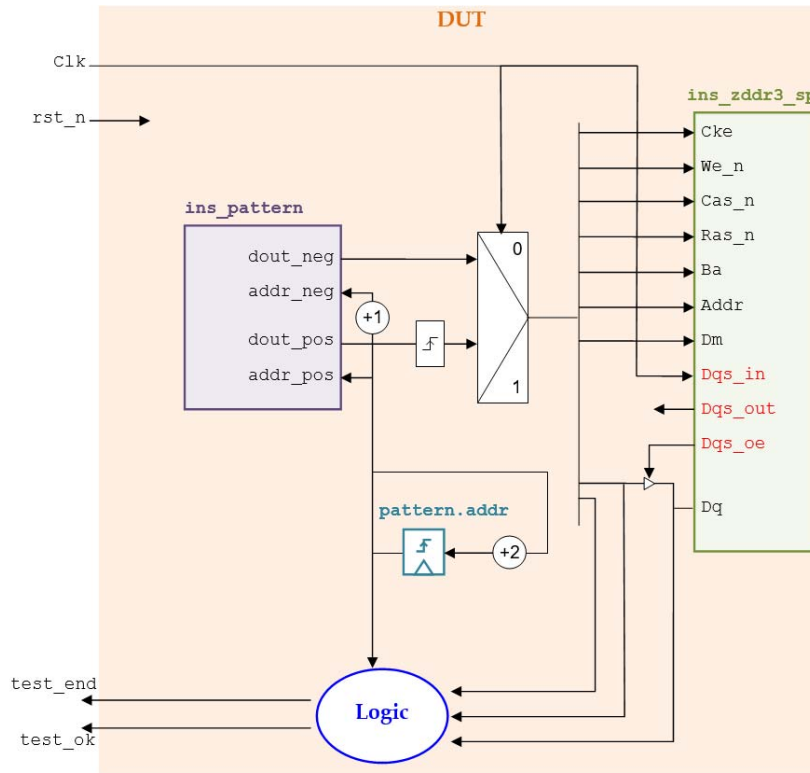 DUT
Clk
rst_n
ins_zddr3_sp
Cke
We_n
Cas_n
Ras_n
Ba
Addr
Dm
Dqs_in
Dqs_out
Dqs_oe
Dq
ins_pattern
dout_neg
addr_neg
dout_pos
addr_pos
+1
0
1
pattern.addr
+2
Logic
test_end
test_ok